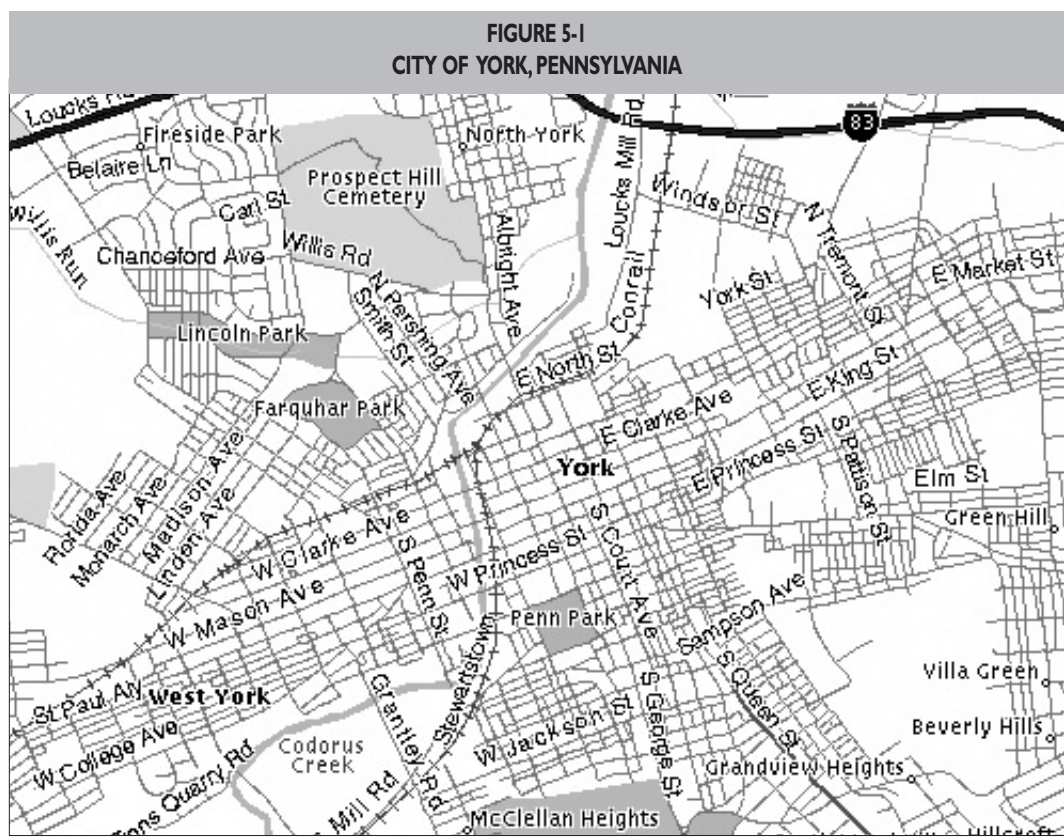 FIGURE 5-1
CITY OF YORK, PENNSYLVANIA
Loucks Rd
Fireside Park
North York
83
Belaire Ln
Prospect Hill
Cemetery
Loucks Mill Rd
Windsor St
Carl St
Willis Run
Albright Ave
N Tremont St
Chanceford Ave
Willis Rd
Conrail
E Market St
York St
N Pershing Ave
Smith St
Lincoln Park
E North St
E King St
Farquhar Park
E Clarke Ave
E Princess St
S Pattison St
York
Elm St
Florida Ave
Monarch Ave
Madison Ave
Linden Ave
Green Hill
W Clarke Ave
S Penn St
W Princess St
S Court Ave
W Mason Ave
Penn Park
Sampson Ave
Stewartstown
Villa Green
St Paul Aly
West York
Grantley Rd
S George St
S Queen St
W College Ave
Codorus
Creek
W Jackson St
Beverly Hills
Grandview Heights
Quarry Rd
Mill Rd
McClellan Heights